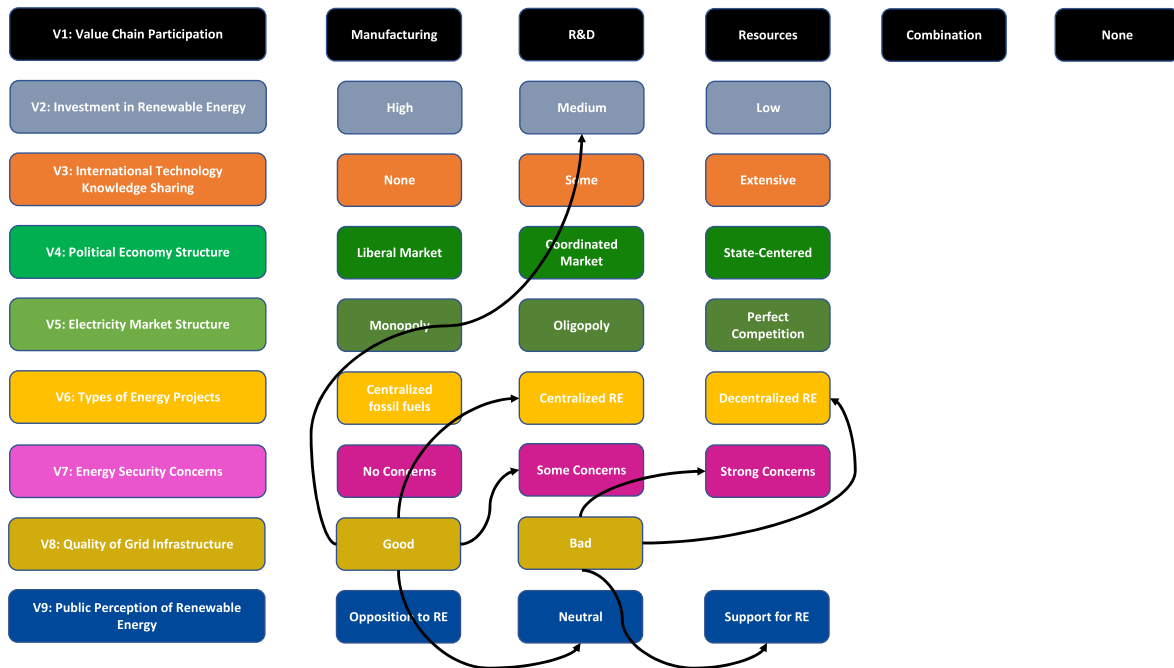 V1: Value Chain Participation
Manufacturing
R&D
Resources
Combination
None
V2: Investment in Renewable Energy
High
Medium
Low
V3: International Technology
Knowledge Sharing
None
Some
Extensive
V4: Political Economy Structure
Liberal Market
Coordinated
Market
State-Centered
V5: Electricity Market Structure
Monopoly
Oligopoly
Perfect
Competition
V6: Types of Energy Projects
Centralized
fossil fuels
Centralized RE
Decentralized RE
V7: Energy Security Concerns
No Concerns
Some Concerns
Strong Concerns
V8: Quality of Grid Infrastructure
Good
Bad
V9: Public Perception of Renewable
Energy
Opposition to RE
Neutral
Support for RE